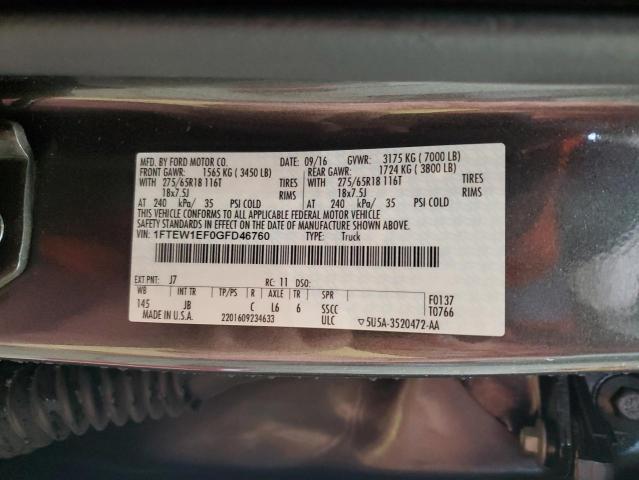 MFD. BY FORD MOTOR CO. DATE: 09/16 GVWR: 3175 KG ( 7000 LB)
FRONT GAWR: 1565 KG ( 3450 LB) REAR GAWR: 1724 KG ( 3800 LB)
WITH 275/65R18 116T TIRES WITH 275/65R18 116T TIRES
18x7.5J RIMS 18x7.5J RIMS
AT 240 kPa/ 35 PSI COLD AT 240 kPa/ 35 PSI COLD
THIS VEHICLE CONFORMS TO ALL APPLICABLE FEDERAL MOTOR VEHICLE
SAFETY STANDARDS IN EFFECT ON THE DATE OF MANUFACTURE SHOWN ABOVE.
VIN: 1FTEW1EF0GFD46760 TYPE: Truck
EXT PNT: J7 RC: 11 DSO:
WB INT TR TP/PS R AXLE TR SPR F0137
145 JB C L6 6 SSCC T0766
MADE IN U.S.A. 2201609234633 ULC ▽5U5A-3520472-AA